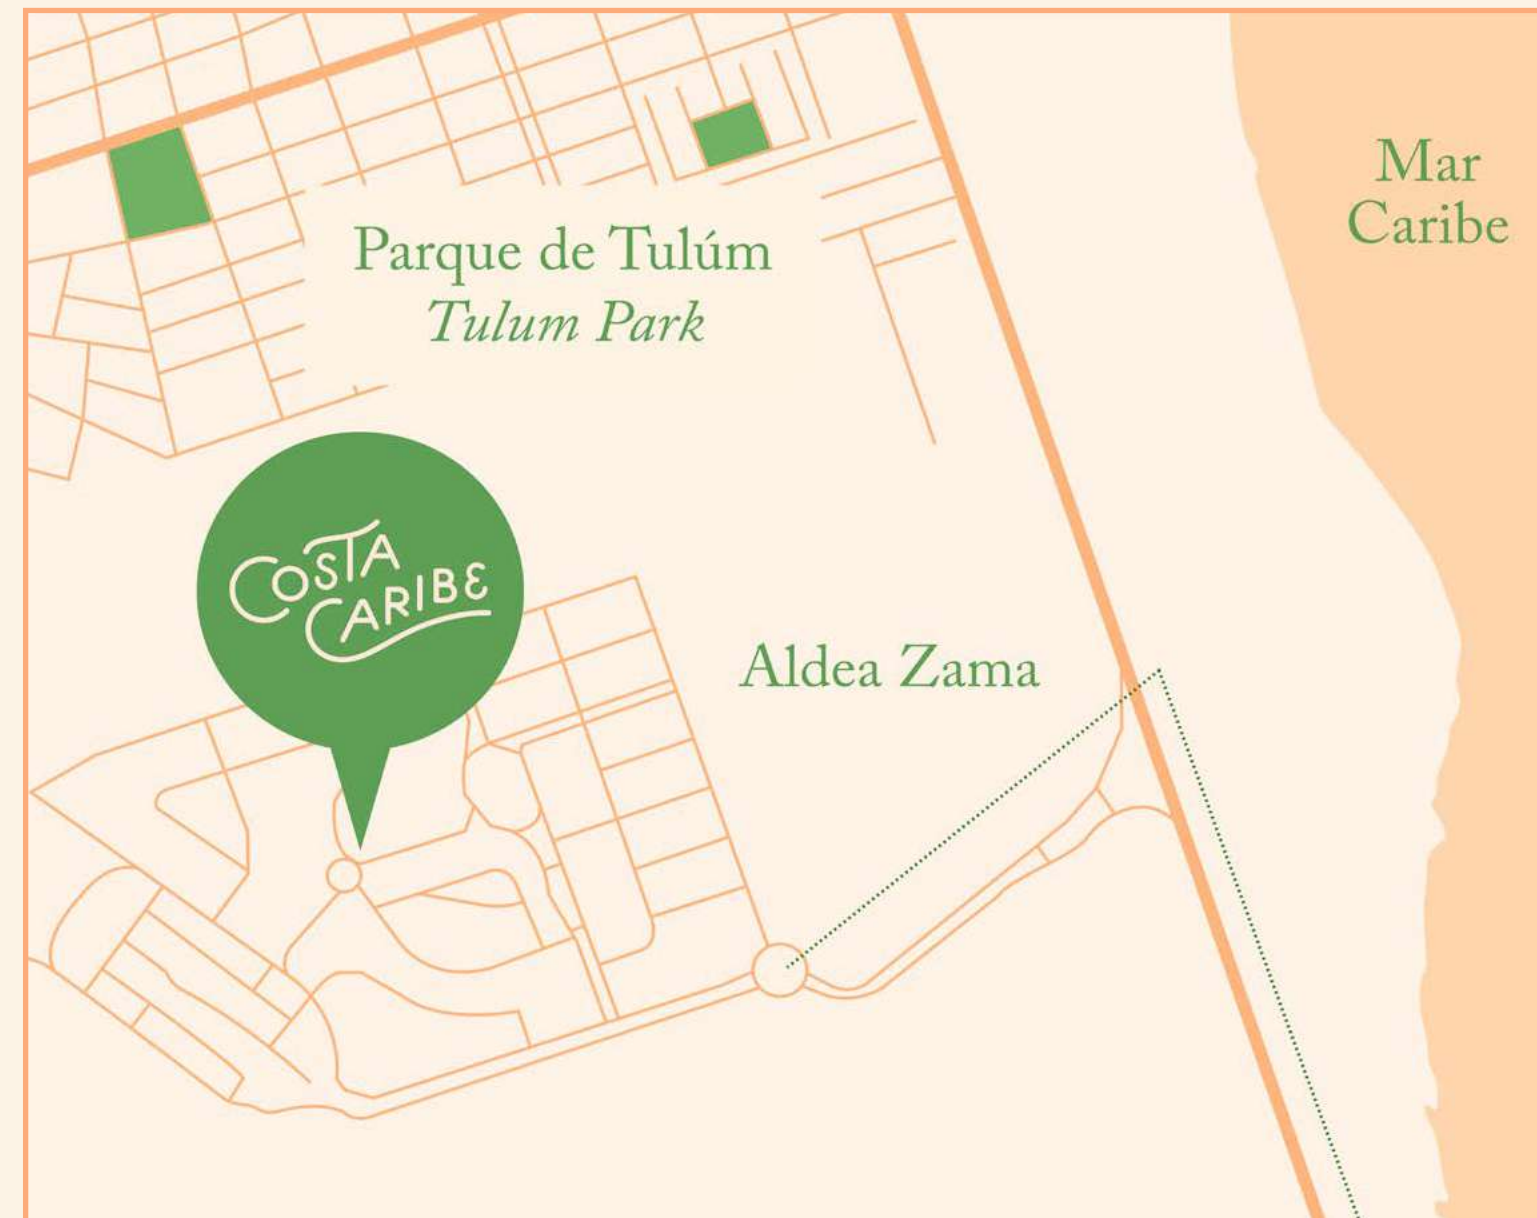 Mar
Caribe
Parque de Tulúm
Tulum Park
COSTA
CARIBE
Aldea Zama